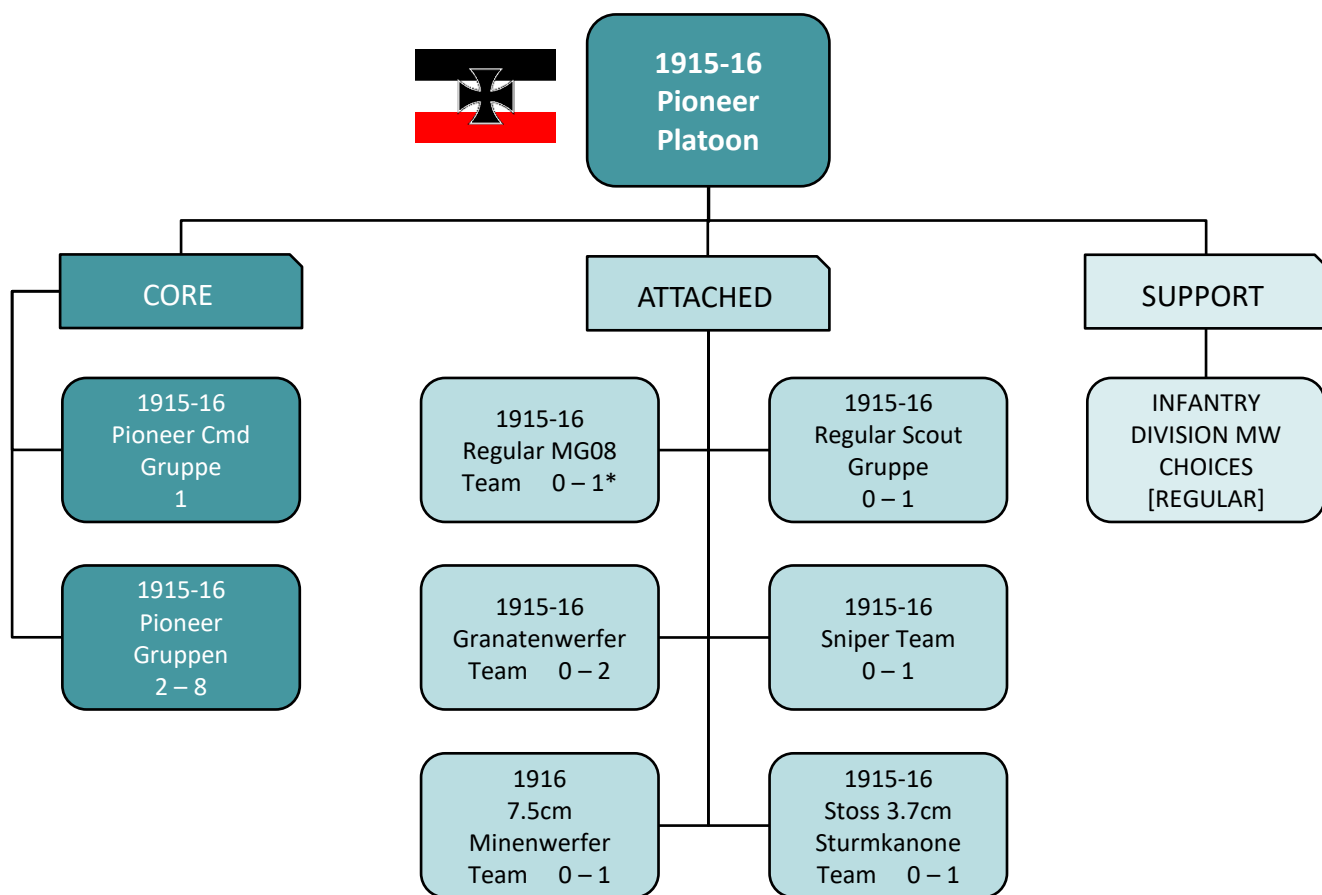 1915-16
Pioneer
Platoon
CORE
ATTACHED
SUPPORT
1915-16
Pioneer Cmd
Gruppe
1
1915-16
Regular MG08
Team 0 – 1*
1915-16
Regular Scout
Gruppe
0 – 1
INFANTRY
DIVISION MW
CHOICES
[REGULAR]
1915-16
Pioneer
Gruppen
2 – 8
1915-16
Granatenwerfer
Team 0 – 2
1915-16
Sniper Team
0 – 1
1916
7.5cm
Minenwerfer
Team 0 – 1
1915-16
Stoss 3.7cm
Sturmkanone
Team 0 – 1